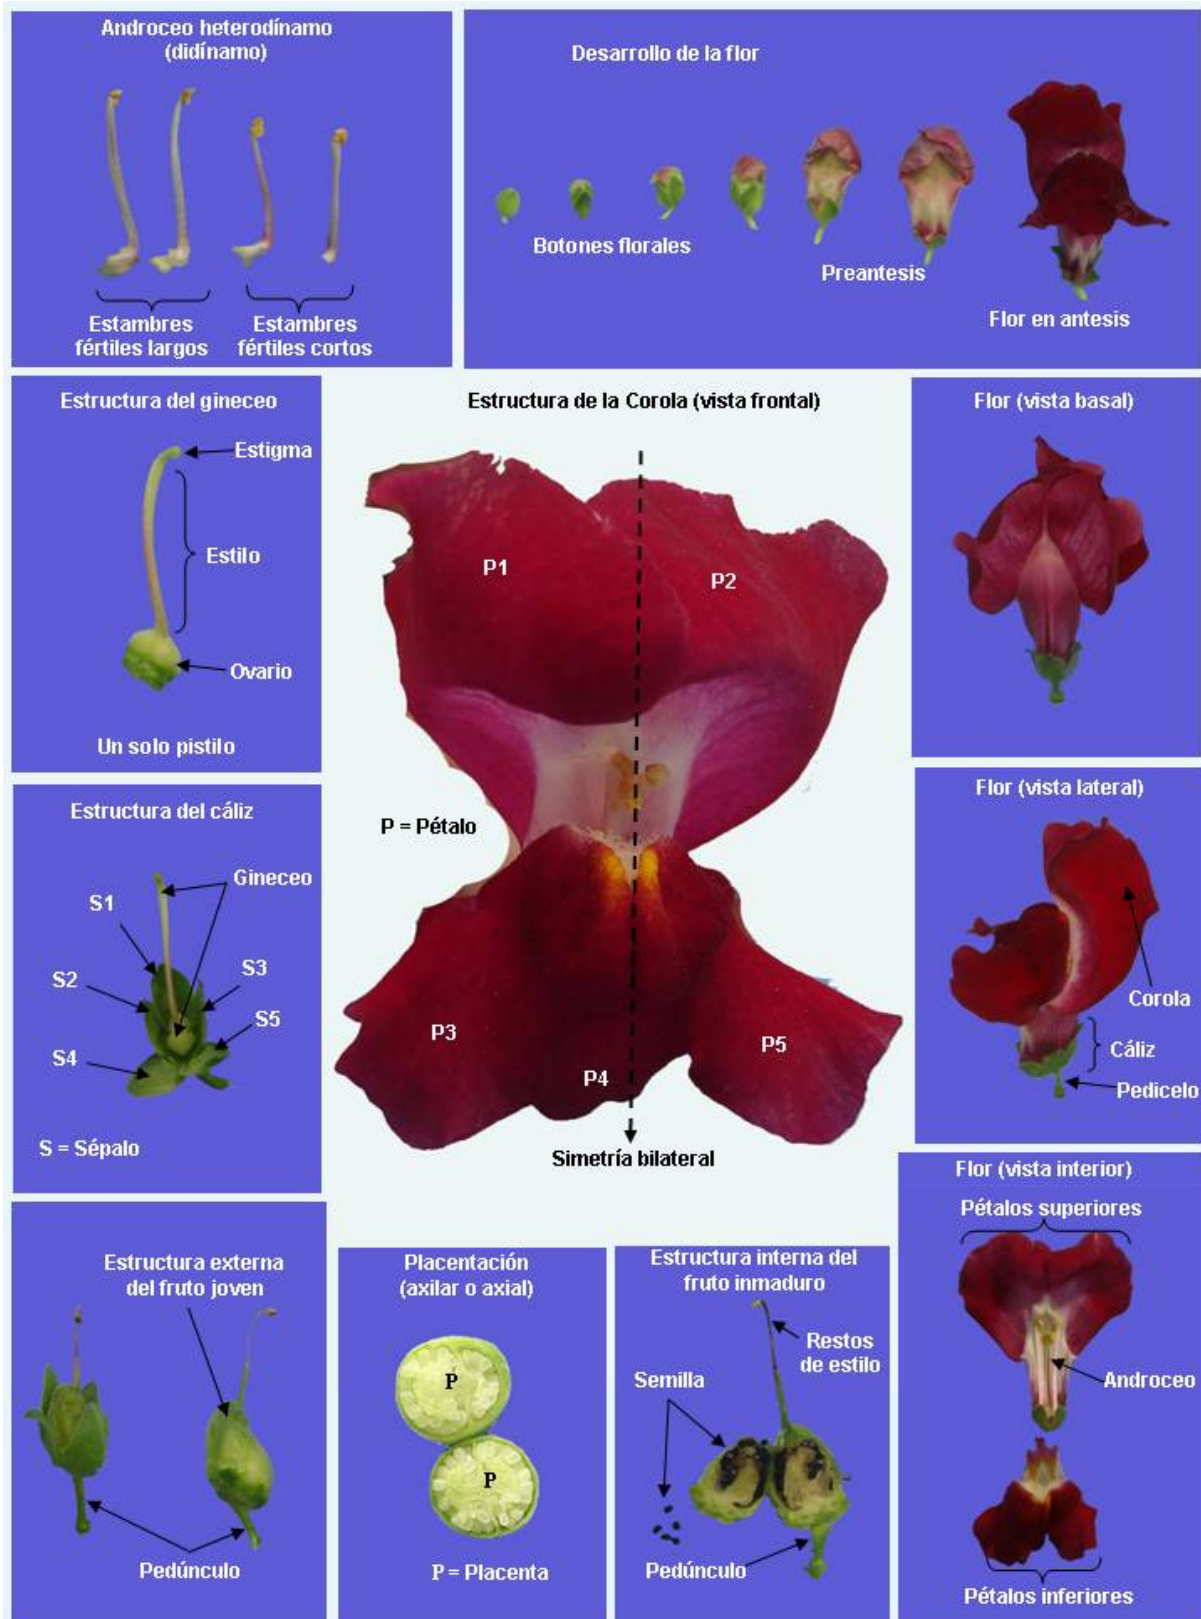 Androceo heterodínamo
(didínamo)
Estambres
fértiles largos
Estambres
fértiles cortos
Desarrollo de la flor
Botones florales
Preantesis
Flor en antesis
Estructura del gineceo
Estigma
Estilo
Ovario
Un solo pistilo
Estructura de la Corola (vista frontal)
P1
P2
P = Pétalo
P3
P4
P5
Simetría bilateral
Flor (vista basal)
Estructura del cáliz
Gineceo
S1
S2
S3
S5
S4
S = Sépalo
Flor (vista lateral)
Corola
Cáliz
Pedicelo
Flor (vista interior)
Pétalos superiores
Androceo
Pétalos inferiores
Estructura externa
del fruto joven
Pedúnculo
Placentación
(axilar o axial)
P
P
P = Placenta
Estructura interna del
fruto inmaduro
Restos
de estilo
Semilla
Pedúnculo